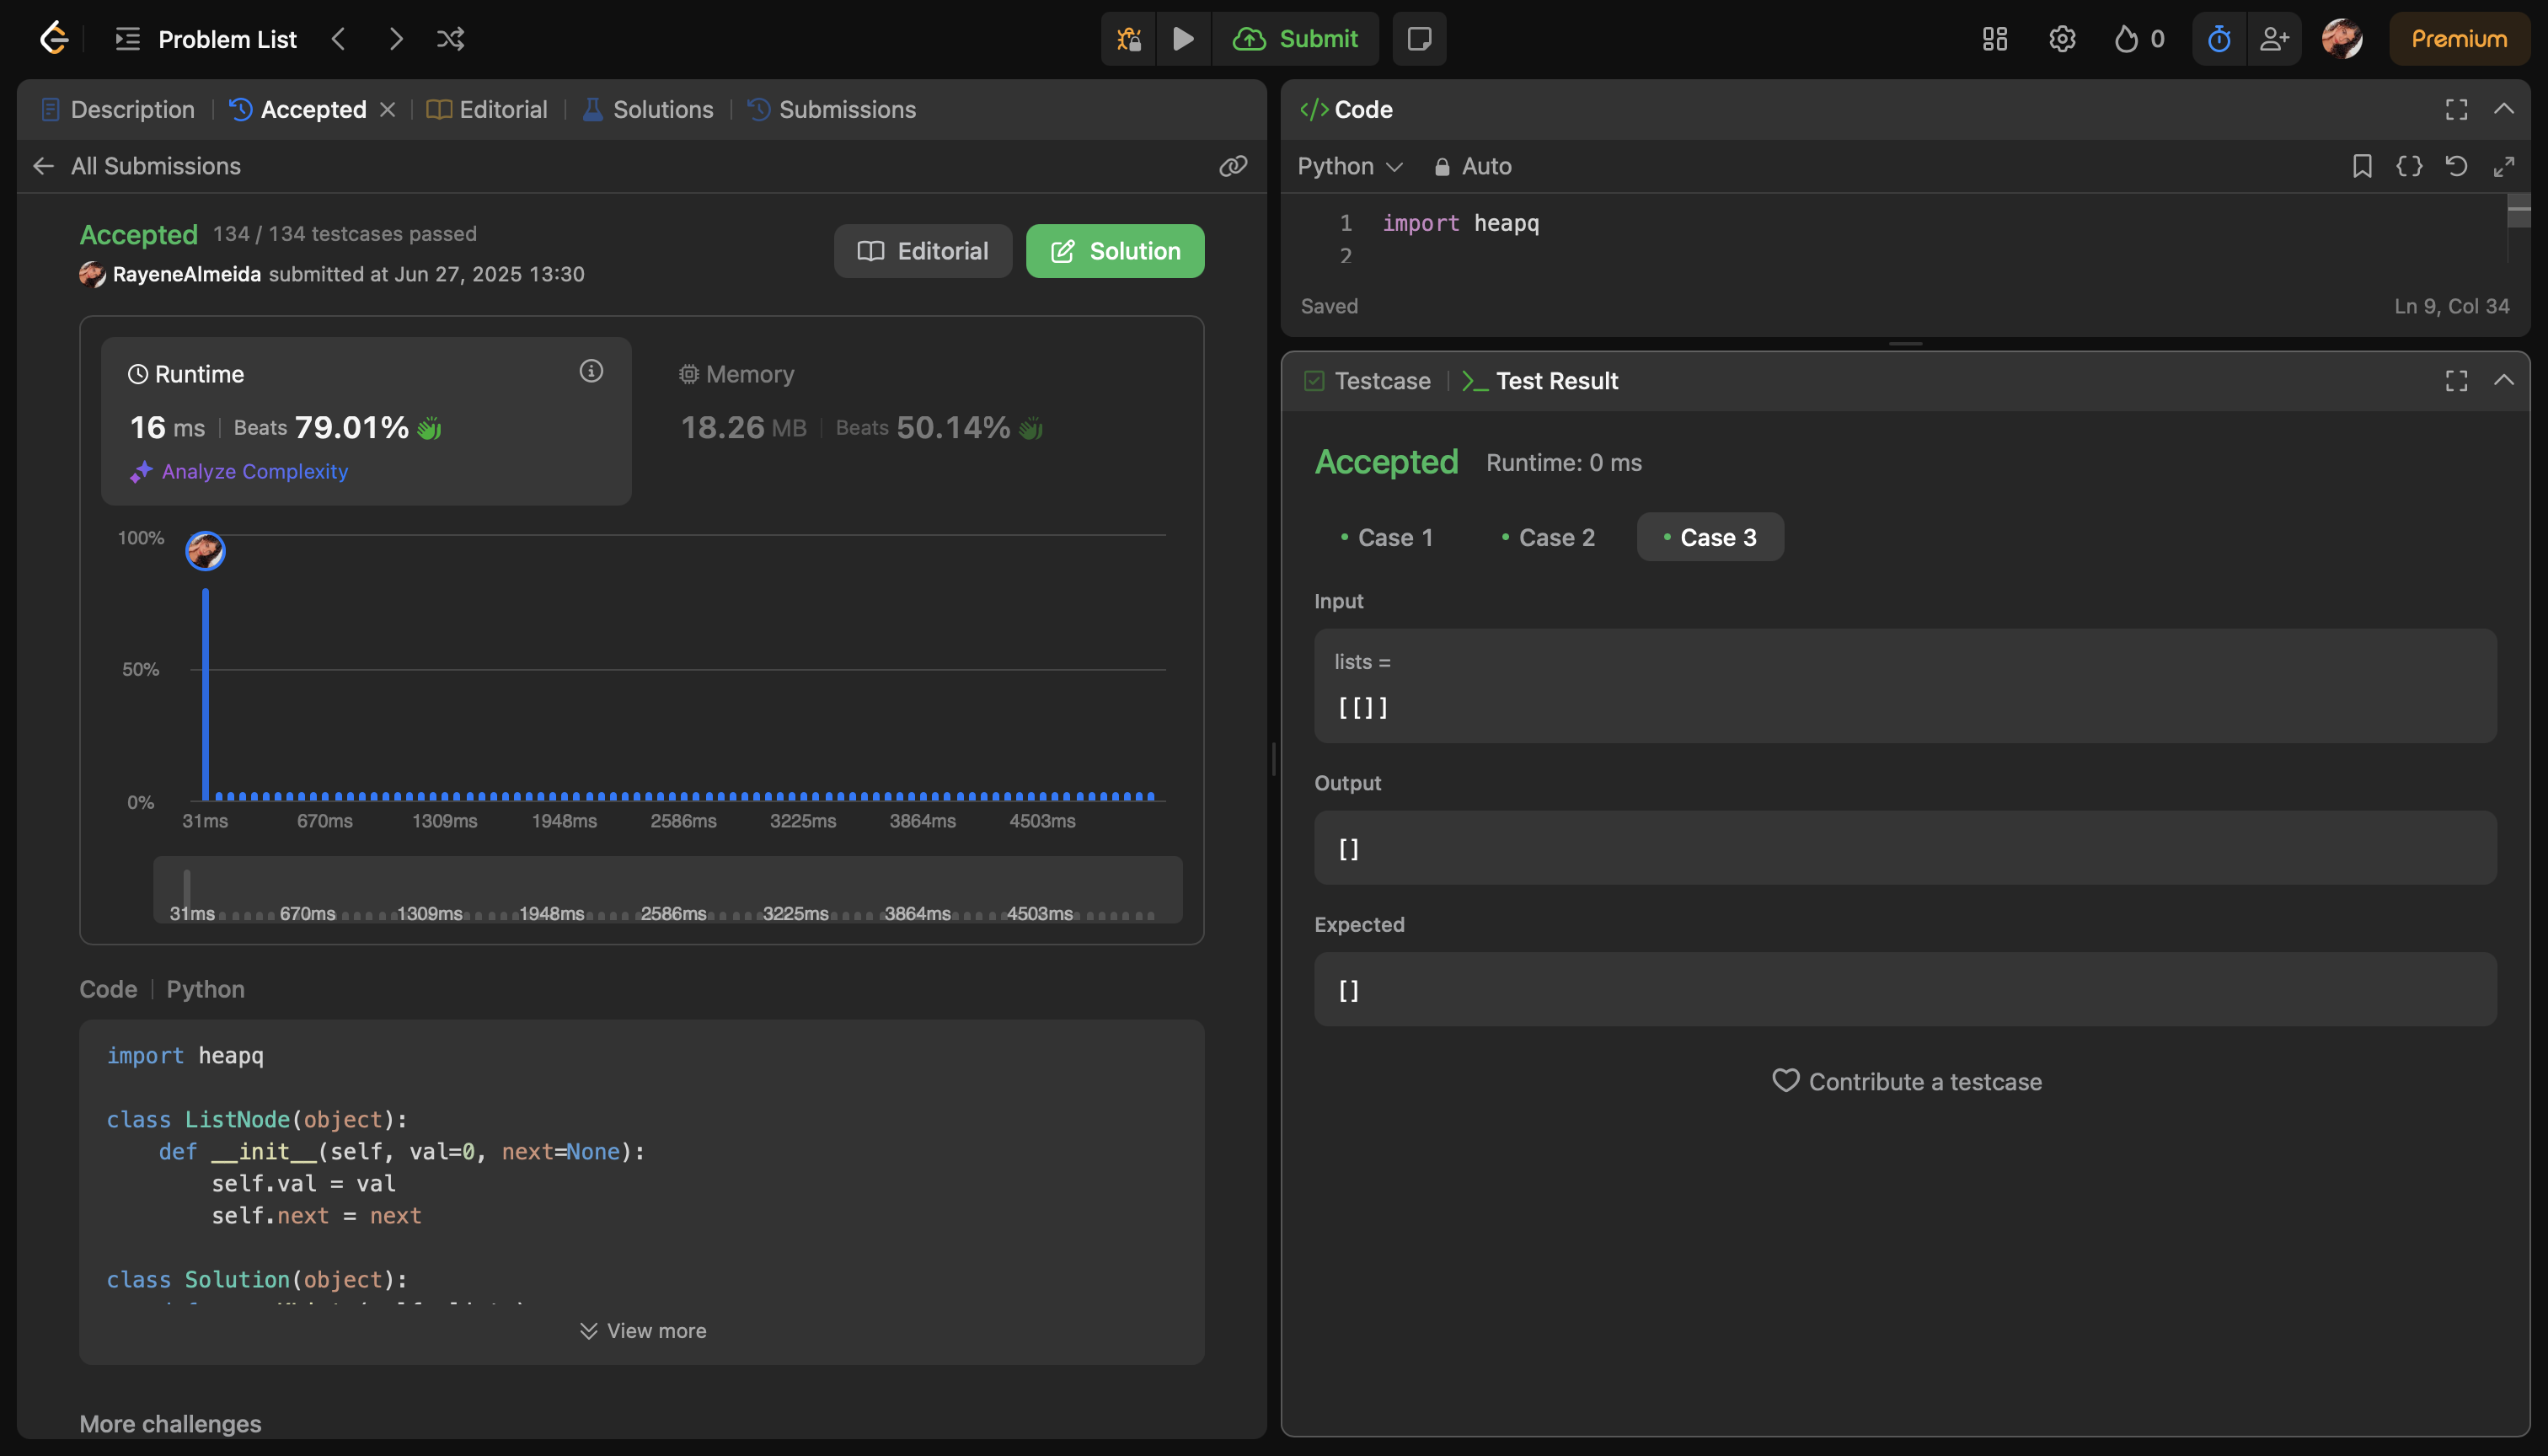 Problem List
Submit
0
Premium
Description
Accepted
Editorial
Solutions
Submissions
All Submissions
Accepted 134 / 134 testcases passed
RayeneAlmeida submitted at Jun 27, 2025 13:30
Editorial
Solution
Runtime
16 ms | Beats 79.01%
Analyze Complexity
Memory
18.26 MB | Beats 50.14%
100%
50%
0%
31ms 670ms 1309ms 1948ms 2586ms 3225ms 3864ms 4503ms
31ms 670ms 1309ms 1948ms 2586ms 3225ms 3864ms 4503ms
Code | Python
import heapq
class ListNode(object):
def __init__(self, val=0, next=None):
self.val = val
self.next = next
class Solution(object):
View more
More challenges
</> Code
Python
Auto
1 import heapq
2
Saved
Ln 9, Col 34
Testcase
>_ Test Result
Accepted Runtime: 0 ms
• Case 1
• Case 2
• Case 3
Input
lists =
[[]]
Output
[]
Expected
[]
Contribute a testcase